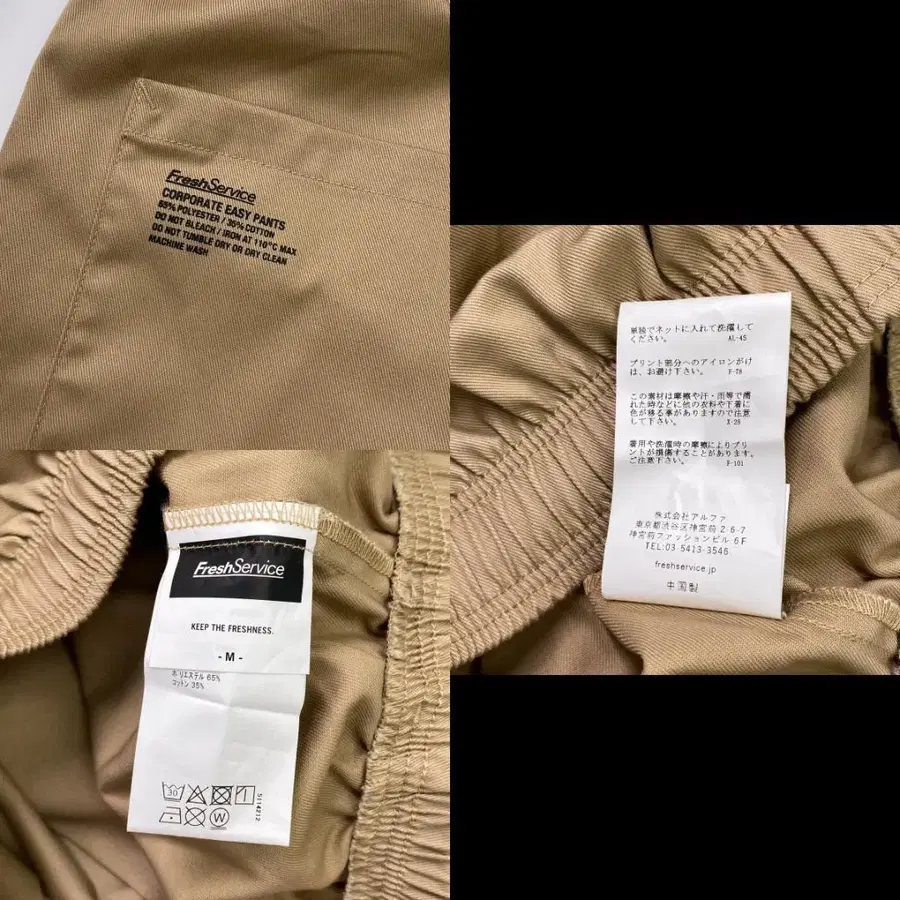 FreshService
CORPORATE EASY PANTS
65% POLYESTER / 35% COTTON
DO NOT BLEACH / IRON AT 110°C MAX
DO NOT TUMBLE DRY OR DRY CLEAN
MACHINE WASH
単独でネットに入れて洗濯して
ください。 AL-45
プリント部分へのアイロンがけ
は、お避け下さい。 F-78
この素材は摩擦や汗・雨等で濡
れた時などに他の衣料や下着に
色が移る事がありますので注意
して下さい。 X-28
着用や洗濯時の摩擦によりプリ
ントが損傷することがあります。
ご注意下さい。 F-101
株式会社アルファ
東京都渋谷区神宮前2-6-7
神宮前ファッションビル 6F
TEL:03-5413-3546
freshservice.jp
中国製
FreshService
KEEP THE FRESHNESS.
- M -
ポリエステル 65%
コットン 35%
30
W
5114212